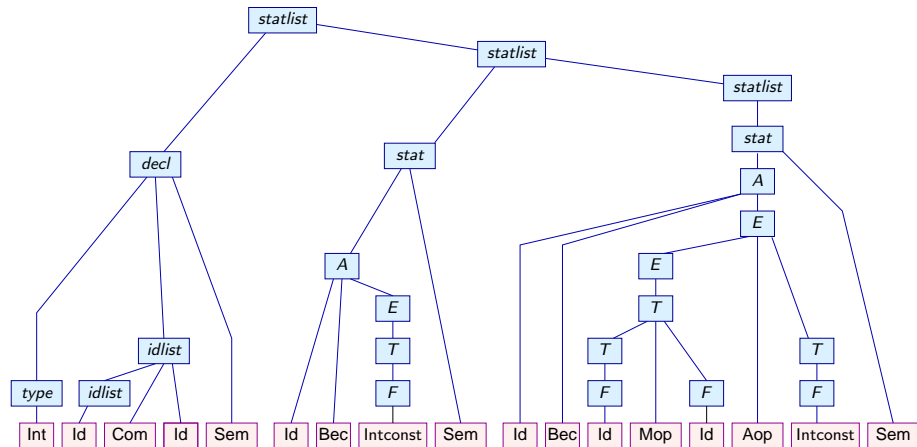 statlist
statlist
statlist
stat
decl
stat
A
E
A
E
E
T
idlist
T
T
T
type
idlist
F
F
F
F
Int Id Com Id Sem Id Bec Intconst Sem Id Bec Id Mop Id Aop Intconst Sem